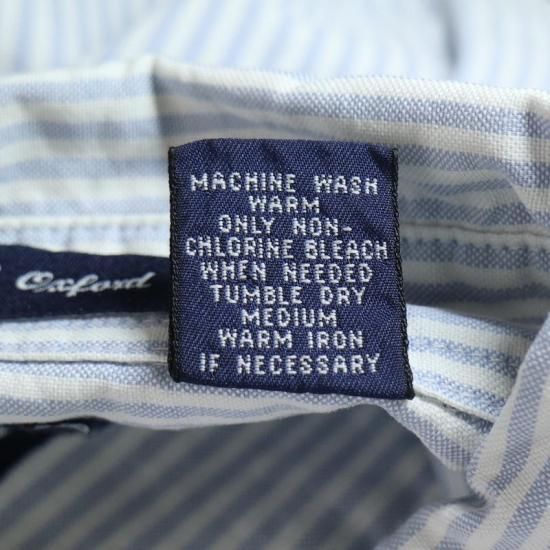 MACHINE WASH
WARM
ONLY NON-
CHLORINE BLEACH
WHEN NEEDED
TUMBLE DRY
MEDIUM
WARM IRON
IF NECESSARY
Oxford